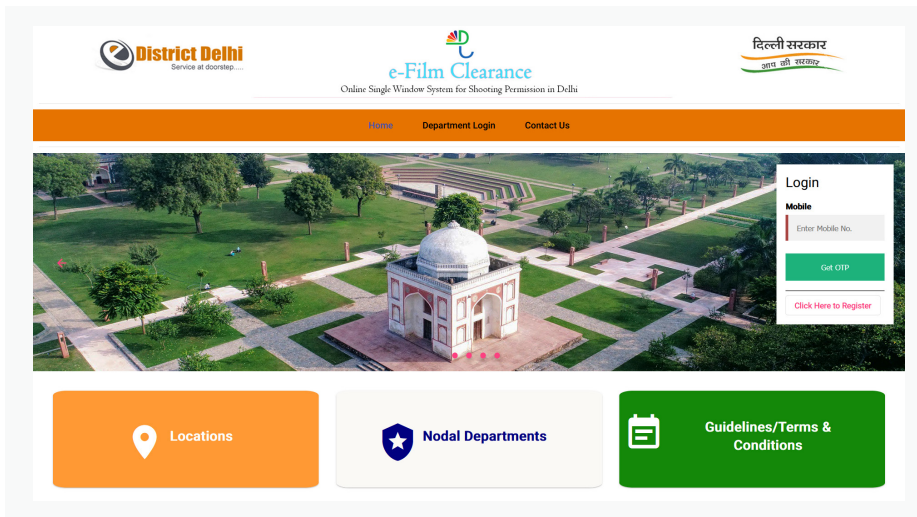 District Delhi
Service at doorstep.....
e-Film Clearance
Online Single Window System for Shooting Permission in Delhi
दिल्ली सरकार
आप की सरकार
Home Department Login Contact Us
Login
Mobile
Enter Mobile No.
Get OTP
Click Here to Register
Locations
Nodal Departments
Guidelines/Terms &
Conditions